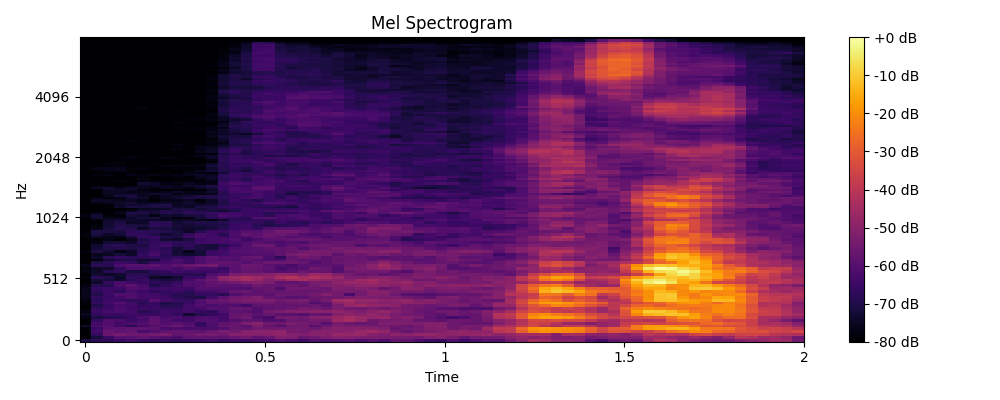 Mel Spectrogram
Hz
4096
2048
1024
512
0
0
0.5
1
1.5
2
Time
+0 dB
-10 dB
-20 dB
-30 dB
-40 dB
-50 dB
-60 dB
-70 dB
-80 dB